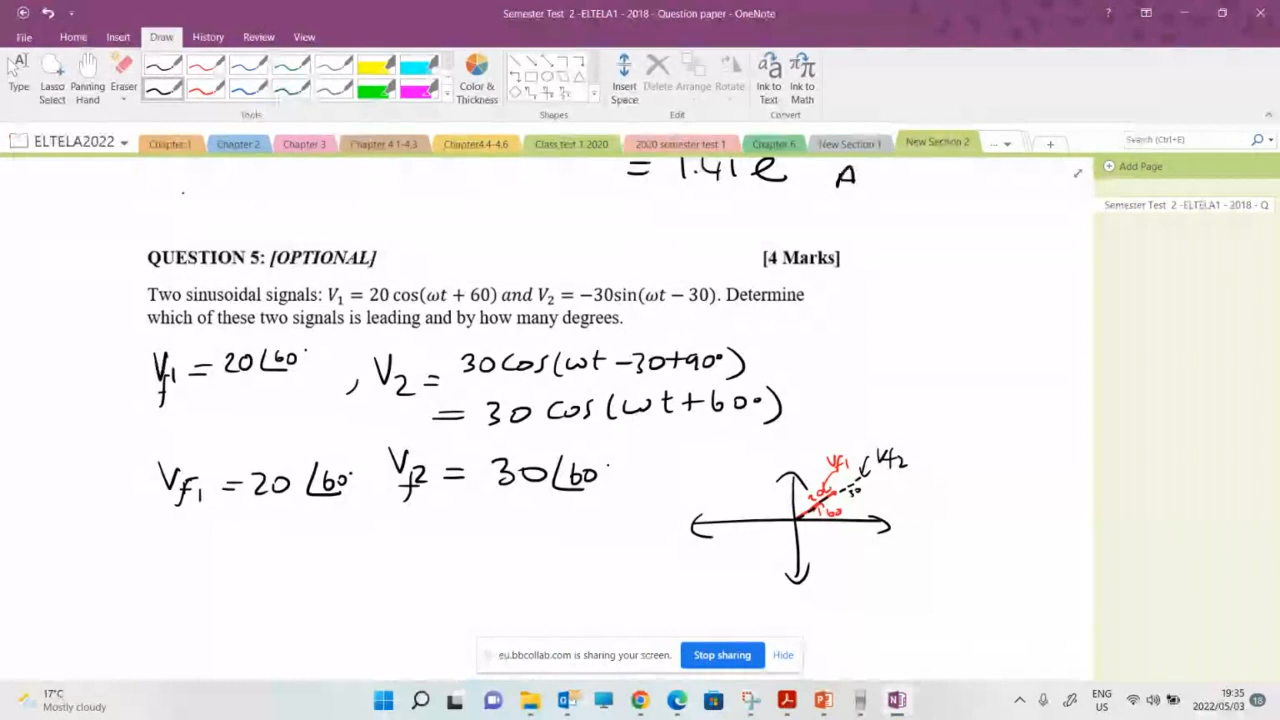 Semester Test 2 -ELTELA1 - 2018 - Question paper - OneNote
File Home Insert Draw History Review View
Type Lasso Select Panning Hand Eraser Color & Thickness Insert Space Delete Arrange Rotate Ink to Text Ink to Math
Tools Shapes Edit Convert
ELTELA2022 Chapter 1 Chapter 2 Chapter 3 Chapter 4.1-4.3 Chapter4.4-4.6 Class test 1 2020 2020 semester test 1 Chapter 6 New Section 1 New Section 2 ... Search (Ctrl+E)
Add Page
Semester Test 2 -ELTELA1 - 2018 - Q
= 1.41 e A
QUESTION 5: [OPTIONAL] [4 Marks]
Two sinusoidal signals: V₁ = 20 cos(ωt + 60) and V₂ = −30sin(ωt − 30). Determine
which of these two signals is leading and by how many degrees.
Vf1 = 20∠60° , V2 = 30cos(ωt -30+90°)
= 30 cos(ωt+60°)
Vf1 = 20∠60° Vf2 = 30∠60°
Vf1 Vf2
20 30
60
eu.bbcollab.com is sharing your screen. Stop sharing Hide
17°C
Mostly cloudy
ENG
US
19:35
2022/05/03
18